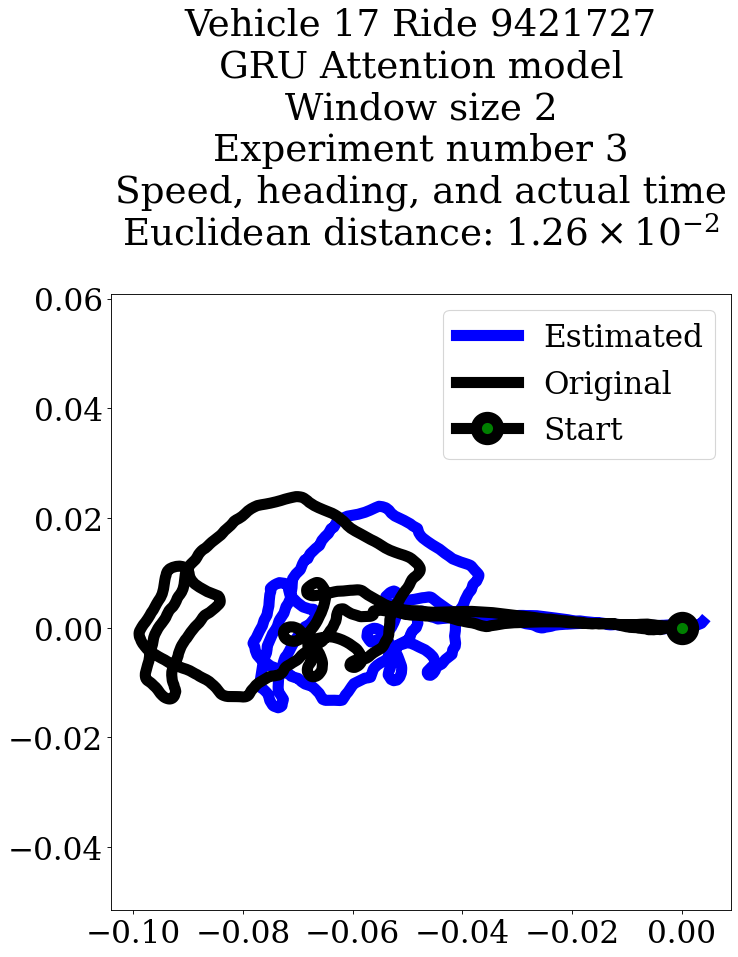 Vehicle 17 Ride 9421727
GRU Attention model
Window size 2
Experiment number 3
Speed, heading, and actual time
Euclidean distance: 1.26 × 10⁻²
0.06
0.04
0.02
0.00
−0.02
−0.04
Estimated
Original
Start
−0.10 −0.08 −0.06 −0.04 −0.02 0.00